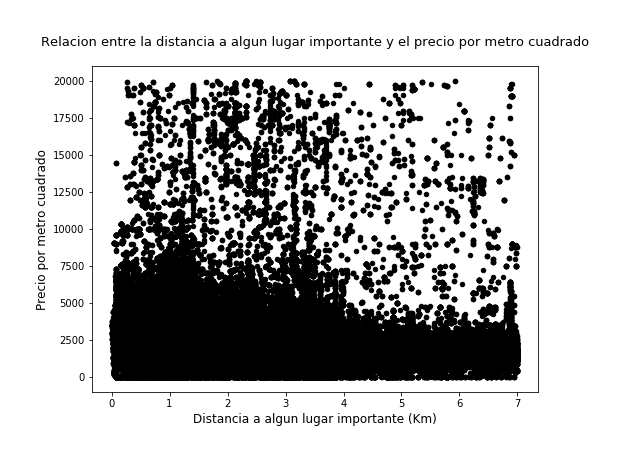 Relacion entre la distancia a algun lugar importante y el precio por metro cuadrado
Precio por metro cuadrado
20000
17500
15000
12500
10000
7500
5000
2500
0
0 1 2 3 4 5 6 7
Distancia a algun lugar importante (Km)